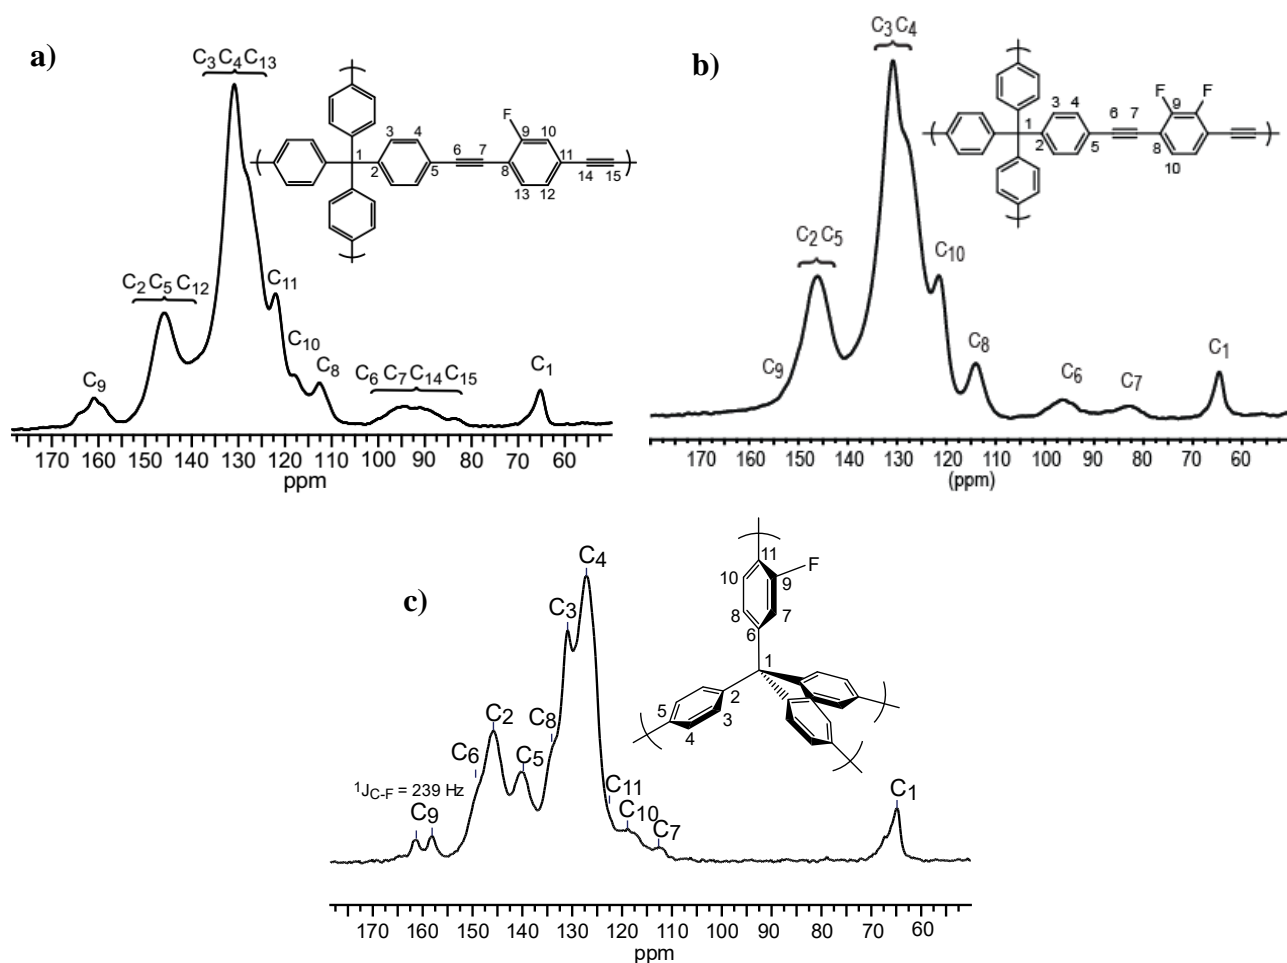 a)
C3 C4 C13
C2 C5 C12
C11
C10
C9
C8
C6 C7 C14 C15
C1
F
9
10
3
4
6
7
11
1
2
5
8
14
15
13
12
170 160 150 140 130 120 110 100 90 80 70 60
ppm
b)
C3 C4
C2 C5
C10
C9
C8
C6
C7
C1
F F
9
3
4
6
7
1
2
5
8
10
170 160 150 140 130 120 110 100 90 80 70 60
(ppm)
c)
C4
C3
C8
C2
C6
C5
1JC-F = 239 Hz
C9
C11
C10
C7
C1
11
10
F
9
8
7
6
1
2
5
3
4
170 160 150 140 130 120 110 100 90 80 70 60
ppm